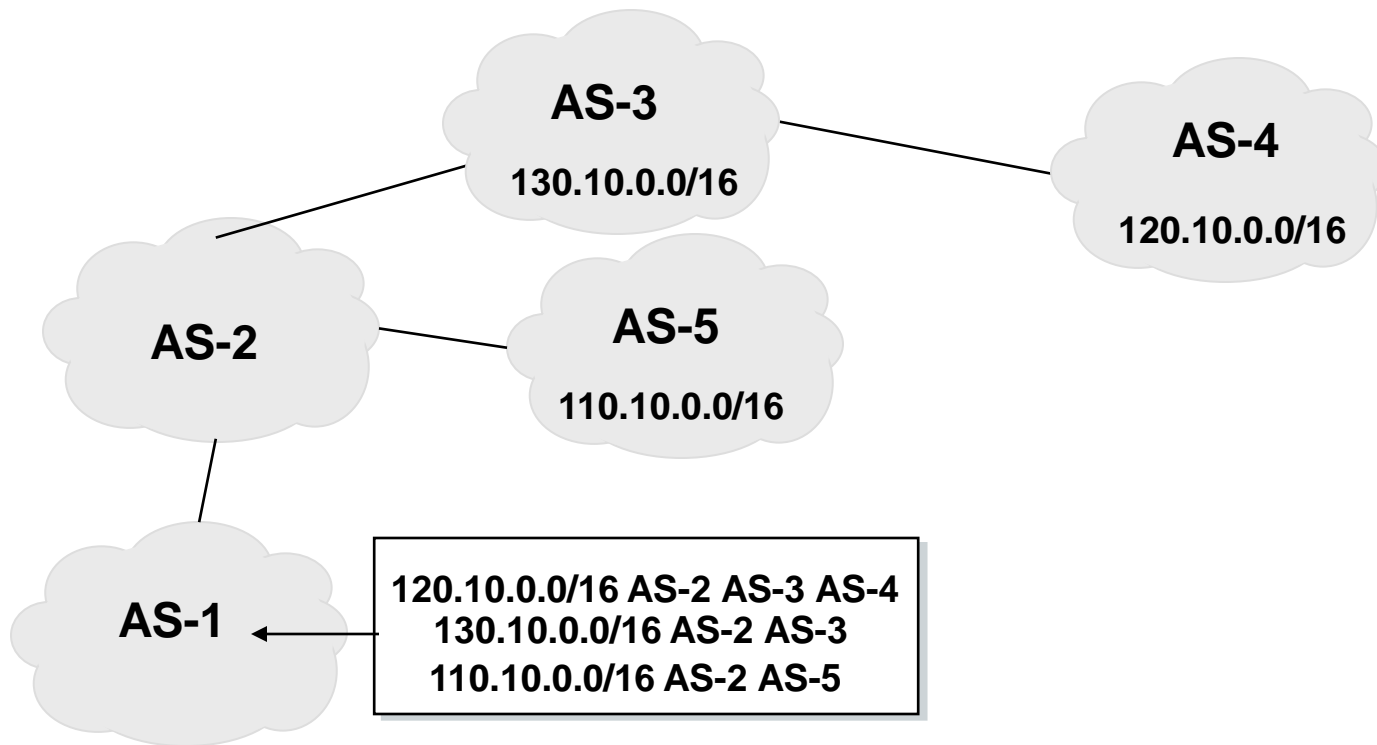 AS-3
130.10.0.0/16
AS-4
120.10.0.0/16
AS-2
AS-5
110.10.0.0/16
AS-1
120.10.0.0/16 AS-2 AS-3 AS-4
130.10.0.0/16 AS-2 AS-3
110.10.0.0/16 AS-2 AS-5